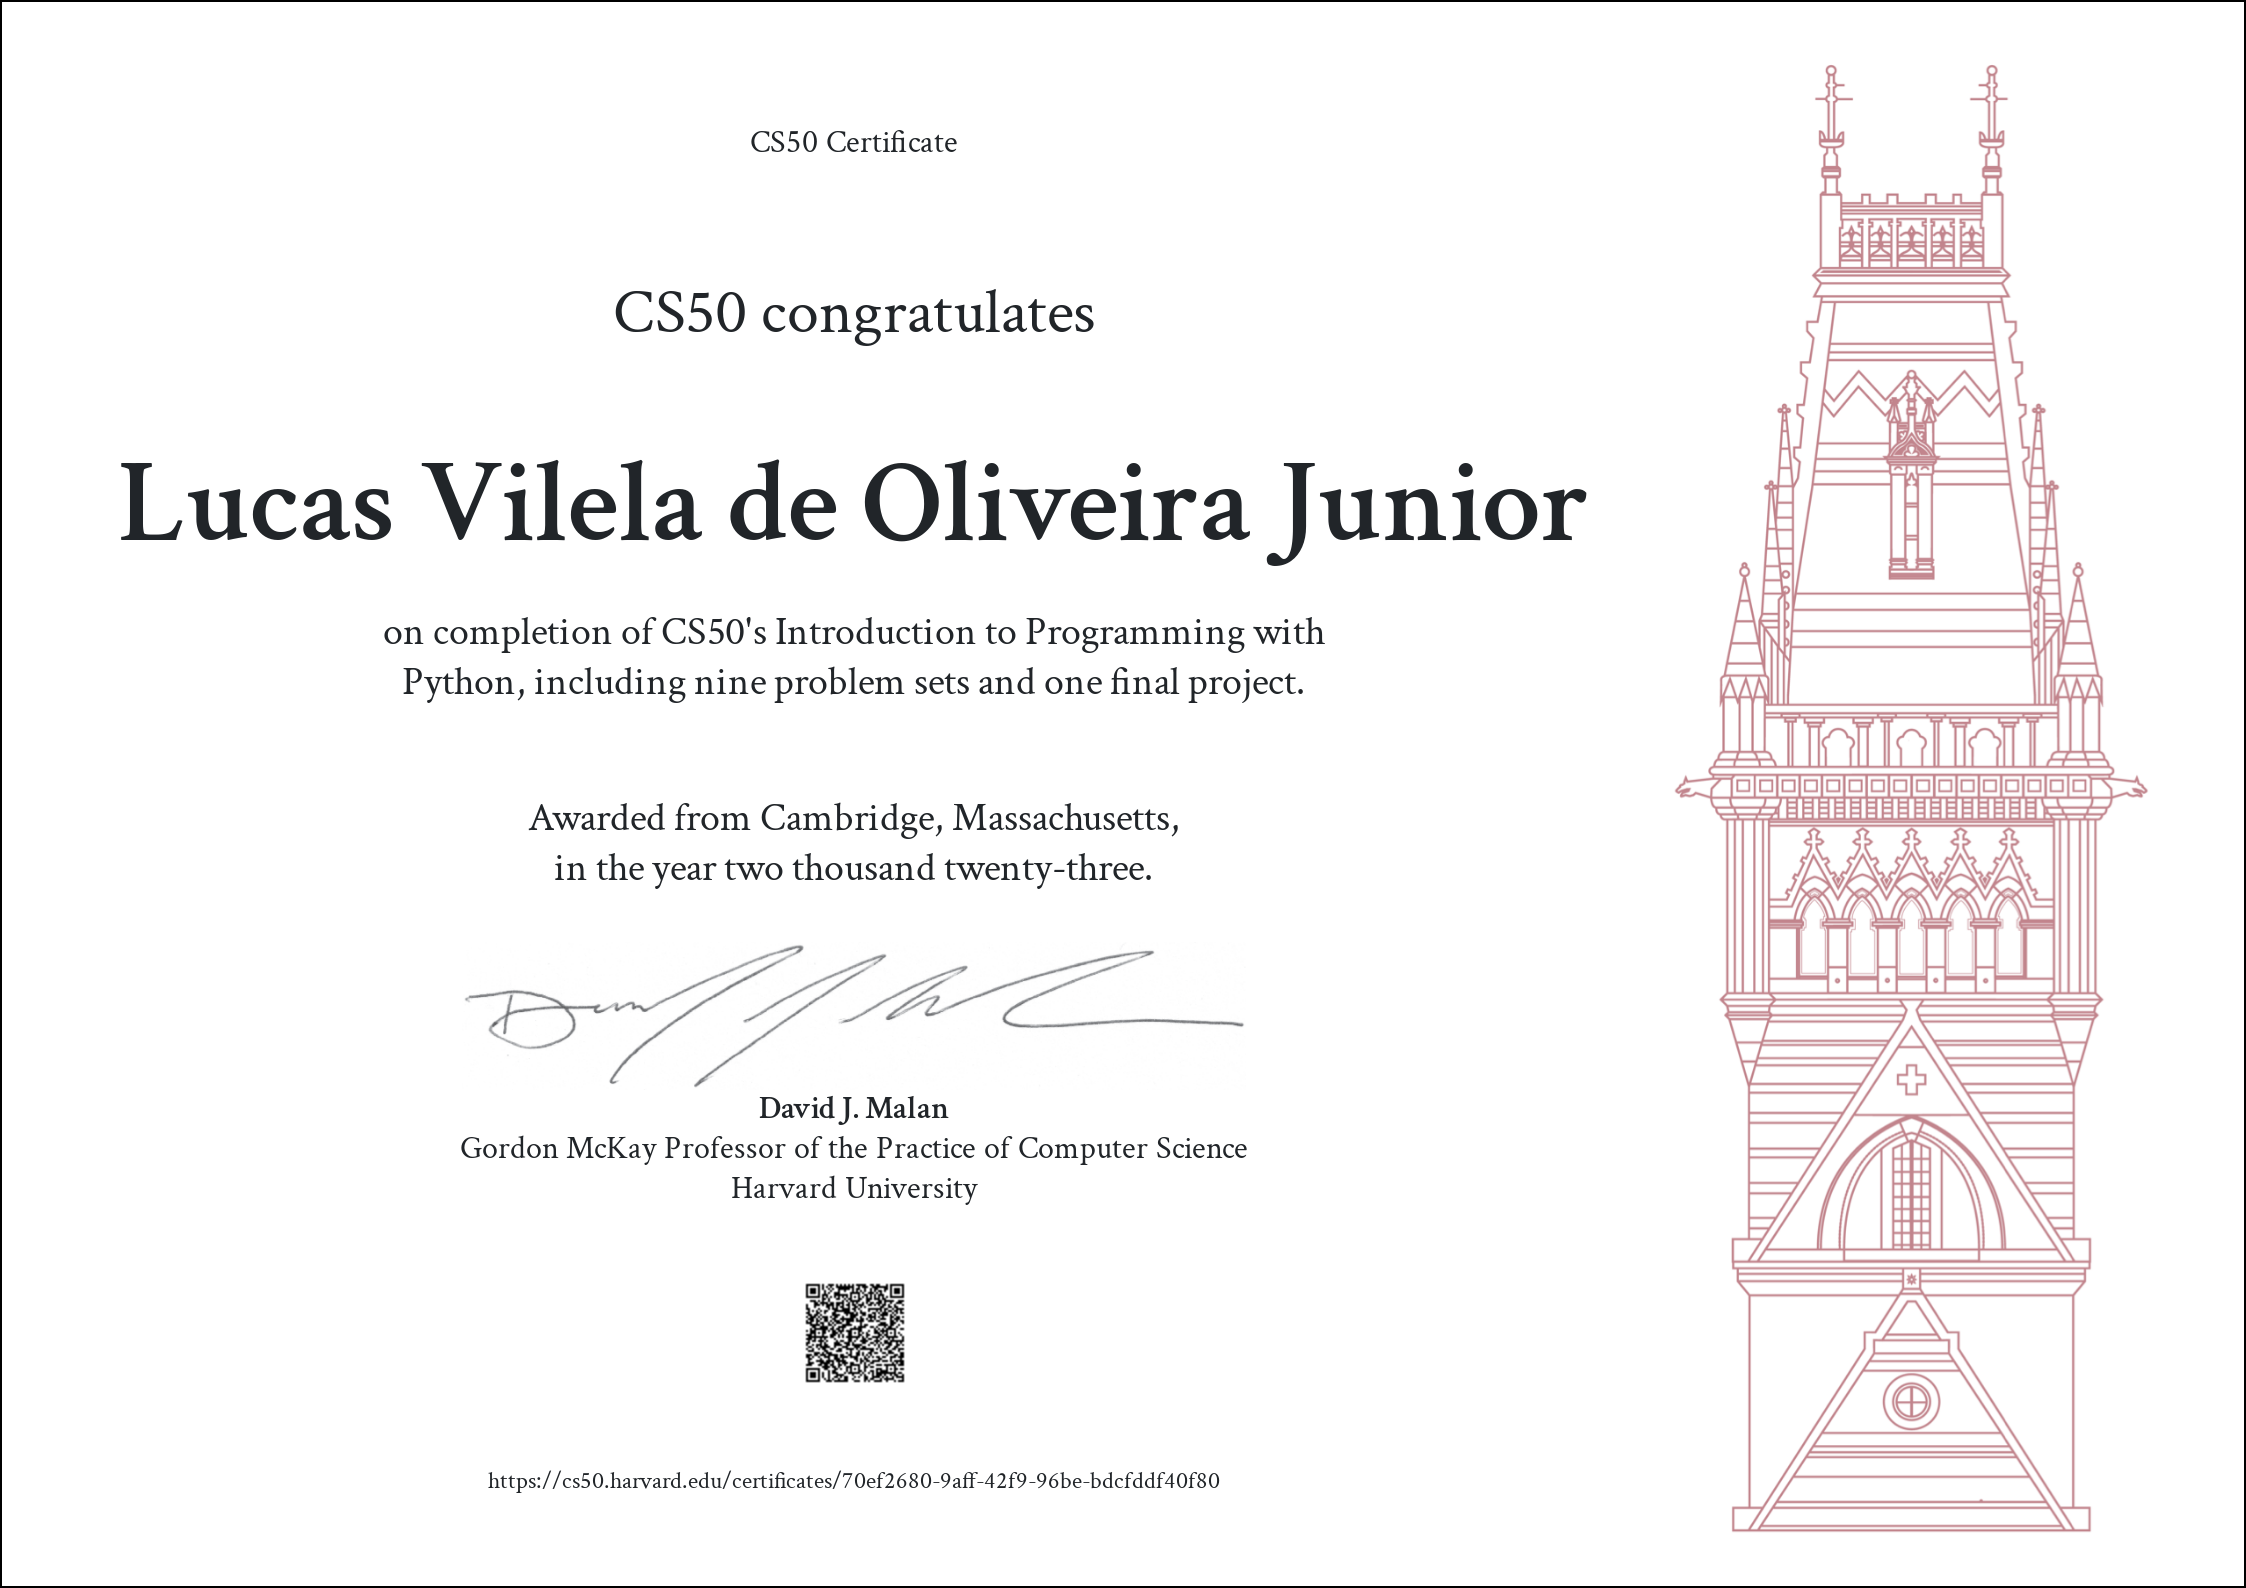 CS50 Certificate
CS50 congratulates
Lucas Vilela de Oliveira Junior
on completion of CS50's Introduction to Programming with
Python, including nine problem sets and one final project.
Awarded from Cambridge, Massachusetts,
in the year two thousand twenty-three.
David J. Malan
Gordon McKay Professor of the Practice of Computer Science
Harvard University
https://cs50.harvard.edu/certificates/70ef2680-9aff-42f9-96be-bdcfddf40f80